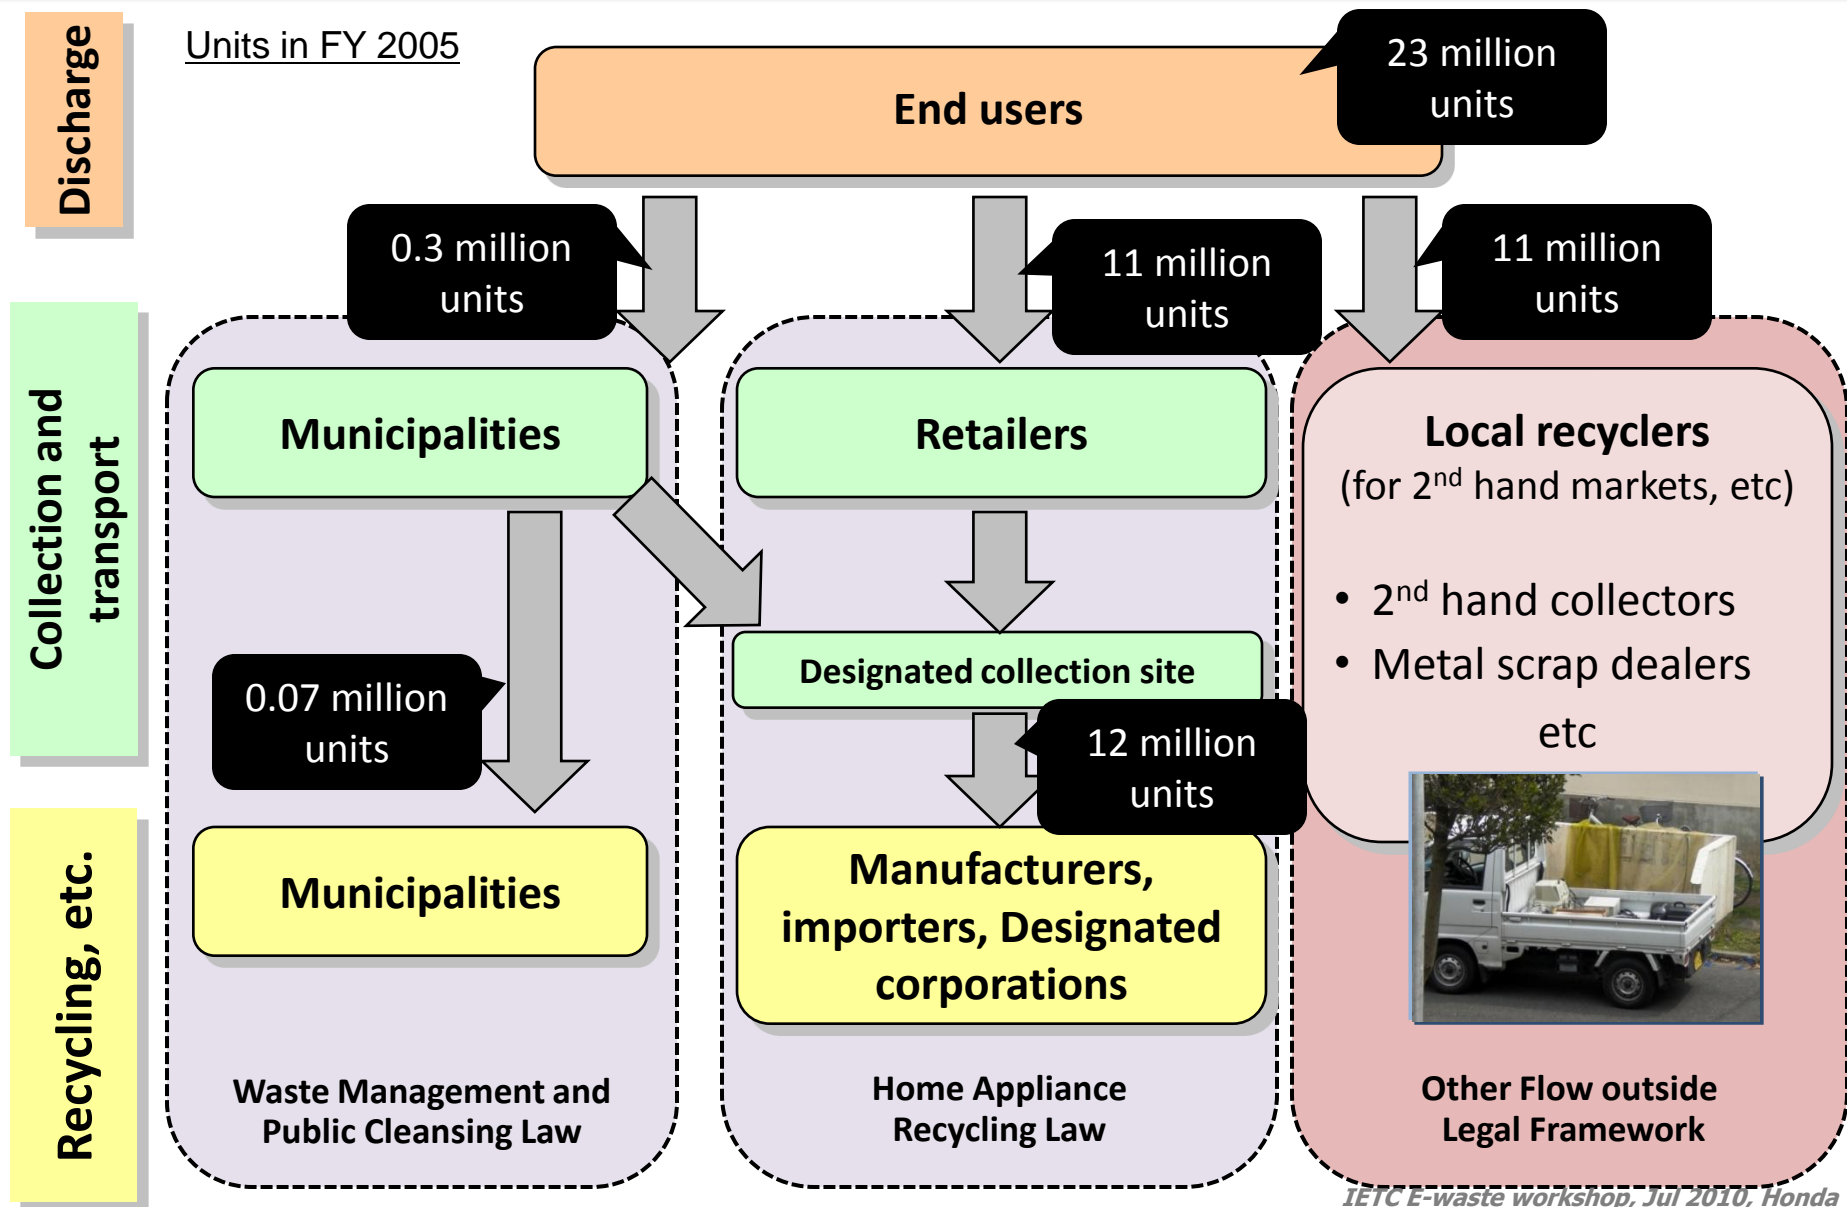 Discharge
Units in FY 2005
End users
23 million
units
0.3 million
units
11 million
units
11 million
units
Collection and
transport
Municipalities
Retailers
Local recyclers
(for 2nd hand markets, etc)
• 2nd hand collectors
• Metal scrap dealers
etc
Designated collection site
0.07 million
units
12 million
units
Recycling, etc.
Municipalities
Manufacturers,
importers, Designated
corporations
Waste Management and
Public Cleansing Law
Home Appliance
Recycling Law
Other Flow outside
Legal Framework
IETC E-waste workshop, Jul 2010, Honda